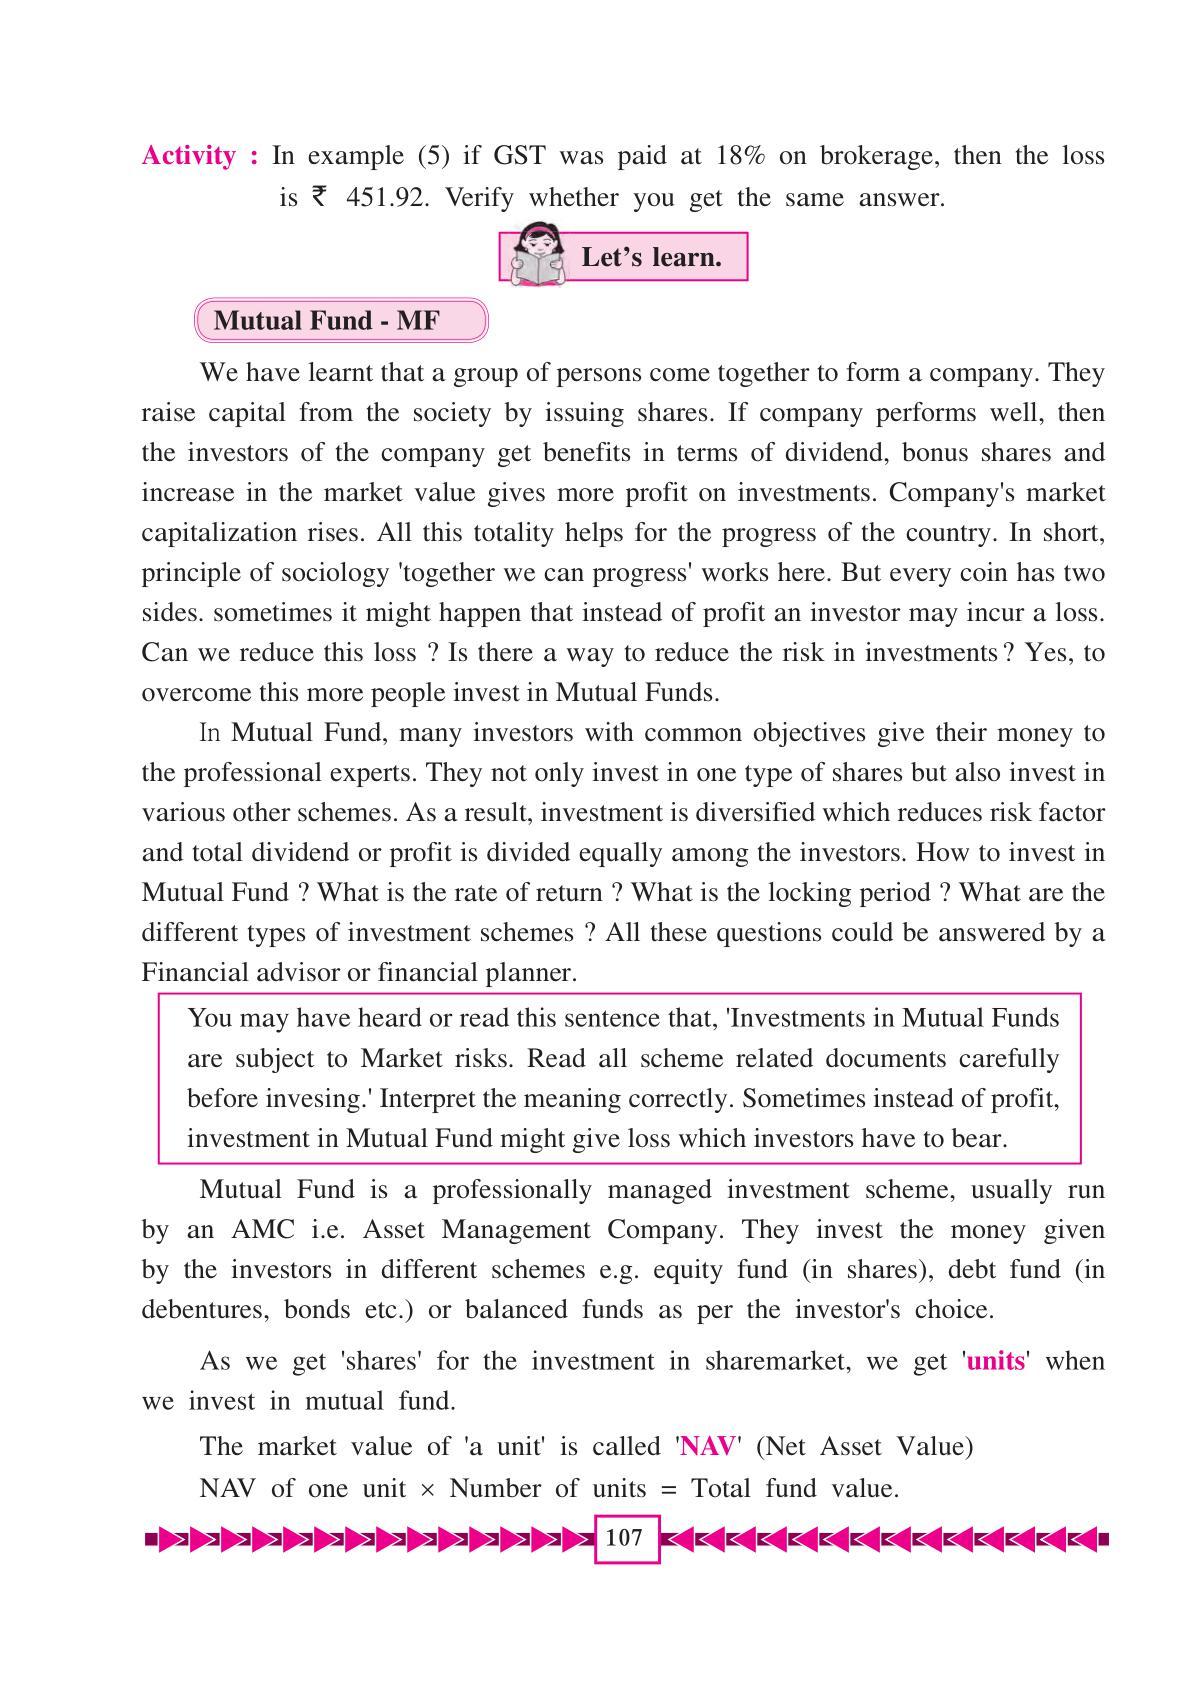 Activity : In example (5) if GST was paid at 18% on brokerage, then the loss
is ₹ 451.92. Verify whether you get the same answer.
Let's learn.
Mutual Fund - MF
We have learnt that a group of persons come together to form a company. They
raise capital from the society by issuing shares. If company performs well, then
the investors of the company get benefits in terms of dividend, bonus shares and
increase in the market value gives more profit on investments. Company's market
capitalization rises. All this totality helps for the progress of the country. In short,
principle of sociology 'together we can progress' works here. But every coin has two
sides. sometimes it might happen that instead of profit an investor may incur a loss.
Can we reduce this loss ? Is there a way to reduce the risk in investments ? Yes, to
overcome this more people invest in Mutual Funds.
In Mutual Fund, many investors with common objectives give their money to
the professional experts. They not only invest in one type of shares but also invest in
various other schemes. As a result, investment is diversified which reduces risk factor
and total dividend or profit is divided equally among the investors. How to invest in
Mutual Fund ? What is the rate of return ? What is the locking period ? What are the
different types of investment schemes ? All these questions could be answered by a
Financial advisor or financial planner.
You may have heard or read this sentence that, 'Investments in Mutual Funds
are subject to Market risks. Read all scheme related documents carefully
before invesing.' Interpret the meaning correctly. Sometimes instead of profit,
investment in Mutual Fund might give loss which investors have to bear.
Mutual Fund is a professionally managed investment scheme, usually run
by an AMC i.e. Asset Management Company. They invest the money given
by the investors in different schemes e.g. equity fund (in shares), debt fund (in
debentures, bonds etc.) or balanced funds as per the investor's choice.
As we get 'shares' for the investment in sharemarket, we get 'units' when
we invest in mutual fund.
The market value of 'a unit' is called 'NAV' (Net Asset Value)
NAV of one unit × Number of units = Total fund value.
107